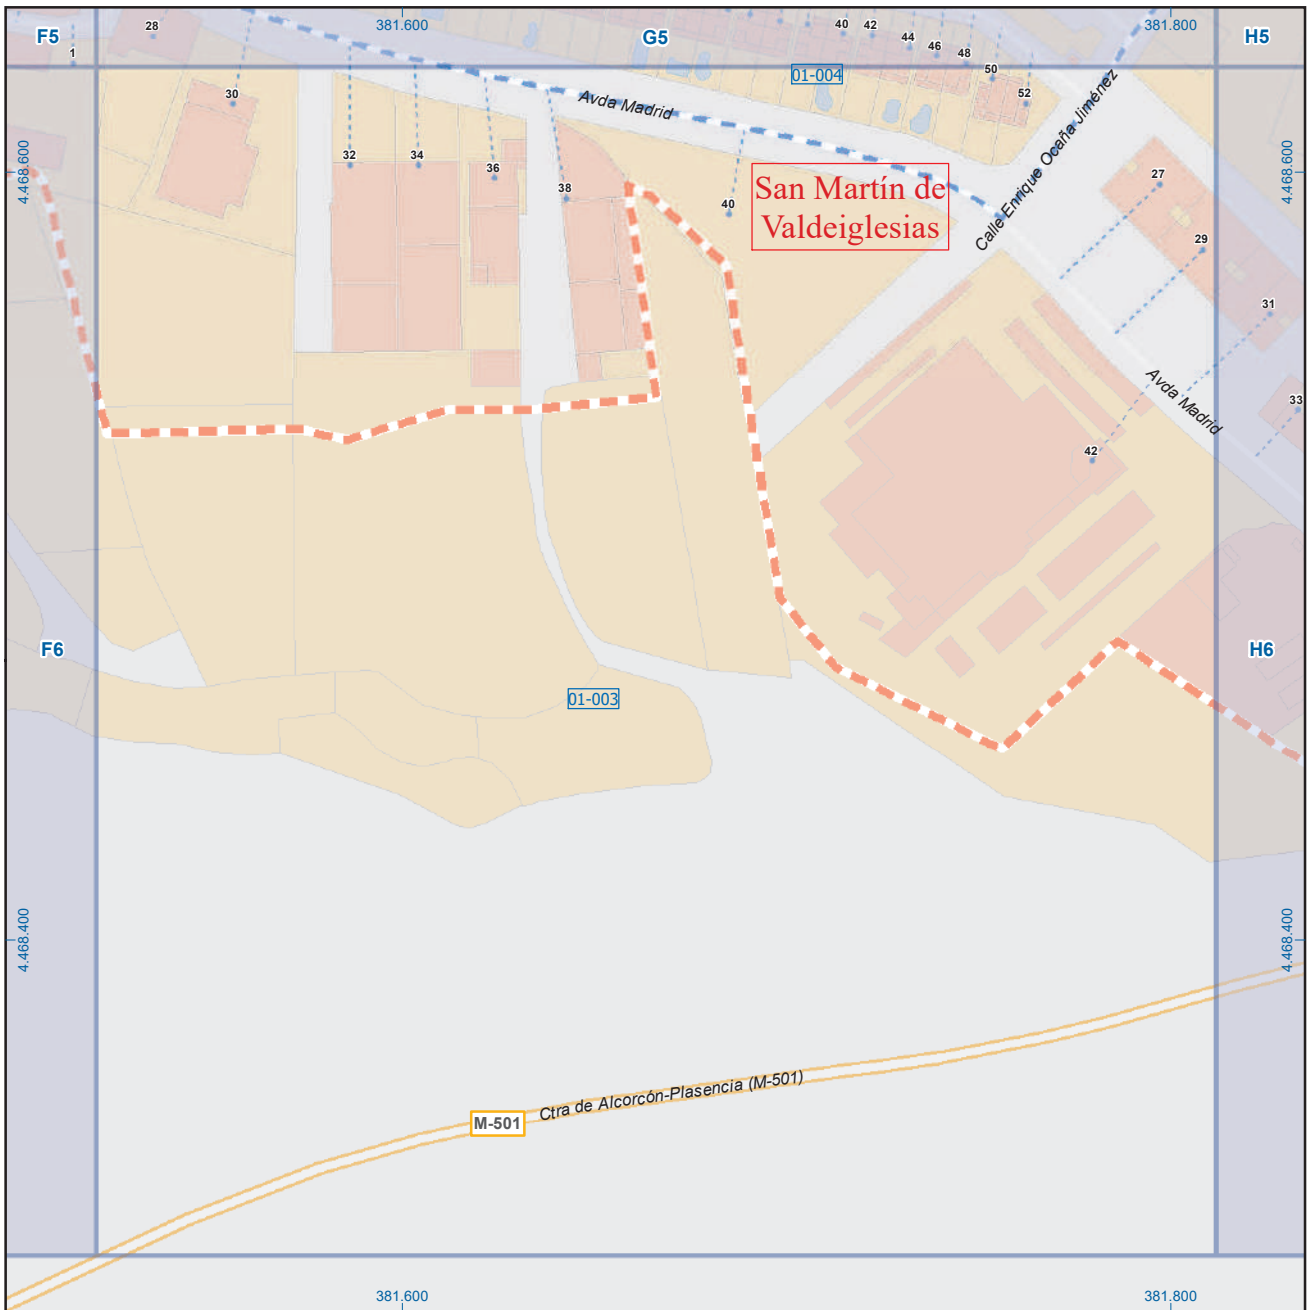 381.600
381.800
F5
28
1
G5
40
42
44
46
48
50
52
H5
01-004
30
Avda Madrid
Calle Enrique Ocaña Jiménez
4.468.600
4.468.600
32
34
36
38
40
San Martín de
Valdeiglesias
27
29
31
33
Avda Madrid
42
F6
H6
01-003
4.468.400
4.468.400
Ctra de Alcorcón-Plasencia (M-501)
M-501
381.600
381.800